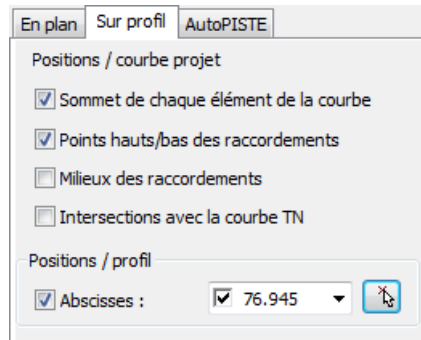 En plan Sur profil AutoPISTE
Positions / courbe projet
Sommet de chaque élément de la courbe
Points hauts/bas des raccordements
Milieux des raccordements
Intersections avec la courbe TN
Positions / profil
Abscisses : 76.945